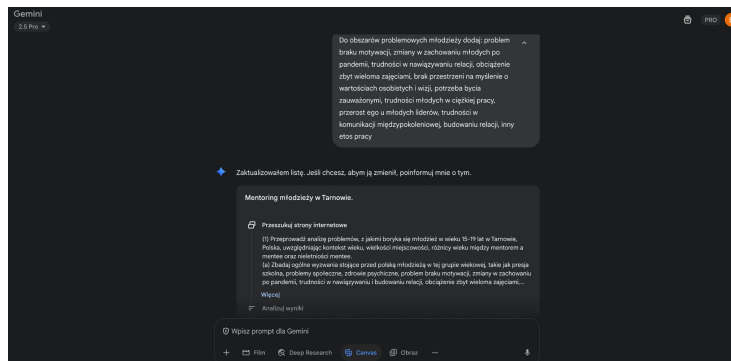 Gemini
2.5 Pro
PRO
Do obszarów problemowych młodzieży dodaj: problem
braku motywacji, zmiany w zachowaniu młodych po
pandemii, trudności w nawiązywaniu relacji, obciążenie
zbyt wieloma zajęciami, brak przestrzeni na myślenie o
wartościach osobistych i wizji, potrzeba bycia
zauważonymi, trudności młodych w ciężkiej pracy,
przerost ego u młodych liderów, trudności w
komunikacji międzypokoleniowej, budowaniu relacji, inny
etos pracy
Zaktualizowałem listę. Jeśli chcesz, abym ją zmienił, poinformuj mnie o tym.
Mentoring młodzieży w Tarnowie.
Przeszukuj strony internetowe
(1) Przeprowadź analizę problemów, z jakimi boryka się młodzież w wieku 15-19 lat w Tarnowie,
Polska, uwzględniając kontekst wieku, wielkości miejscowości, różnicy wieku między mentorem a
mentee oraz nieletniości mentee.
(a) Zbadaj ogólne wyzwania stojące przed polską młodzieżą w tej grupie wiekowej, takie jak presja
szkolna, problemy społeczne, zdrowie psychiczne, problem braku motywacji, zmiany w zachowaniu
po pandemii, trudności w nawiązywaniu i budowaniu relacji, obciążenie zbyt wieloma zajęciami,...
Więcej
Analizuj wyniki
Wpisz prompt dla Gemini
Film Deep Research Canvas Obraz